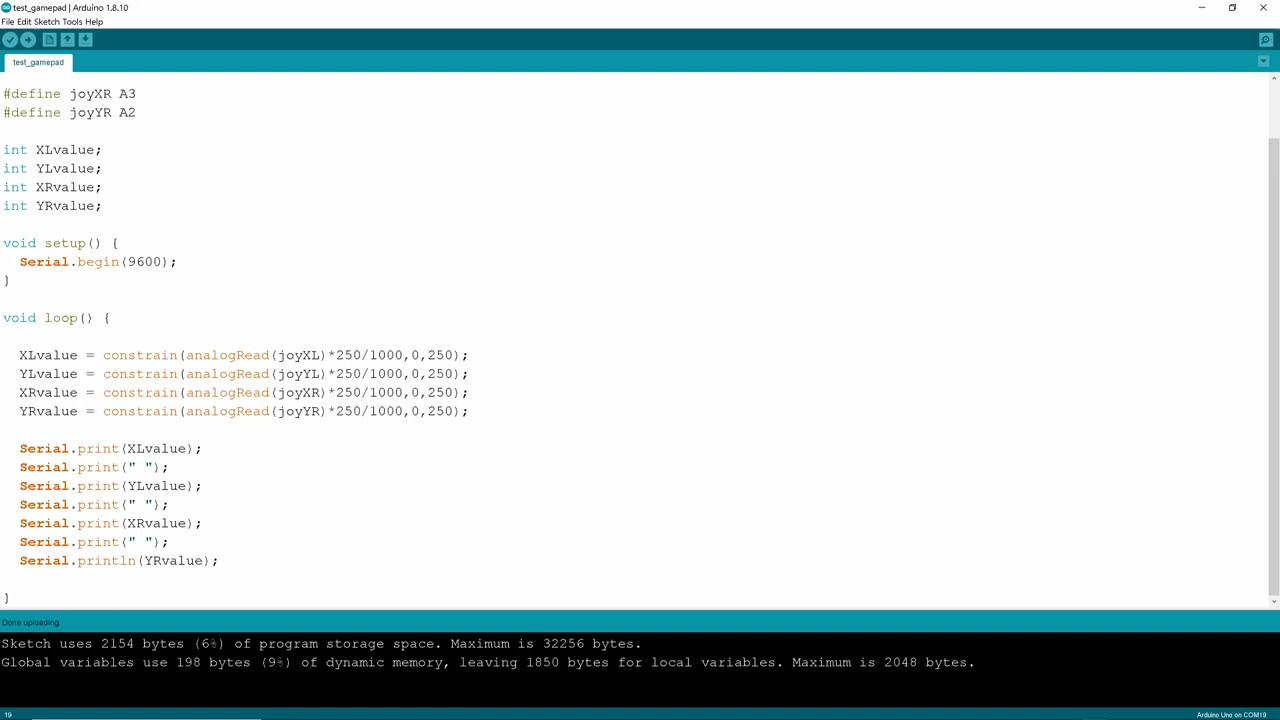 test_gamepad | Arduino 1.8.10
File Edit Sketch Tools Help
test_gamepad
#define joyXR A3
#define joyYR A2
int XLvalue;
int YLvalue;
int XRvalue;
int YRvalue;
void setup() {
Serial.begin(9600);
}
void loop() {
XLvalue = constrain(analogRead(joyXL)*250/1000,0,250);
YLvalue = constrain(analogRead(joyYL)*250/1000,0,250);
XRvalue = constrain(analogRead(joyXR)*250/1000,0,250);
YRvalue = constrain(analogRead(joyYR)*250/1000,0,250);
Serial.print(XLvalue);
Serial.print(" ");
Serial.print(YLvalue);
Serial.print(" ");
Serial.print(XRvalue);
Serial.print(" ");
Serial.println(YRvalue);
}
Done uploading.
Sketch uses 2154 bytes (6%) of program storage space. Maximum is 32256 bytes.
Global variables use 198 bytes (9%) of dynamic memory, leaving 1850 bytes for local variables. Maximum is 2048 bytes.
19
Arduino Uno on COM19